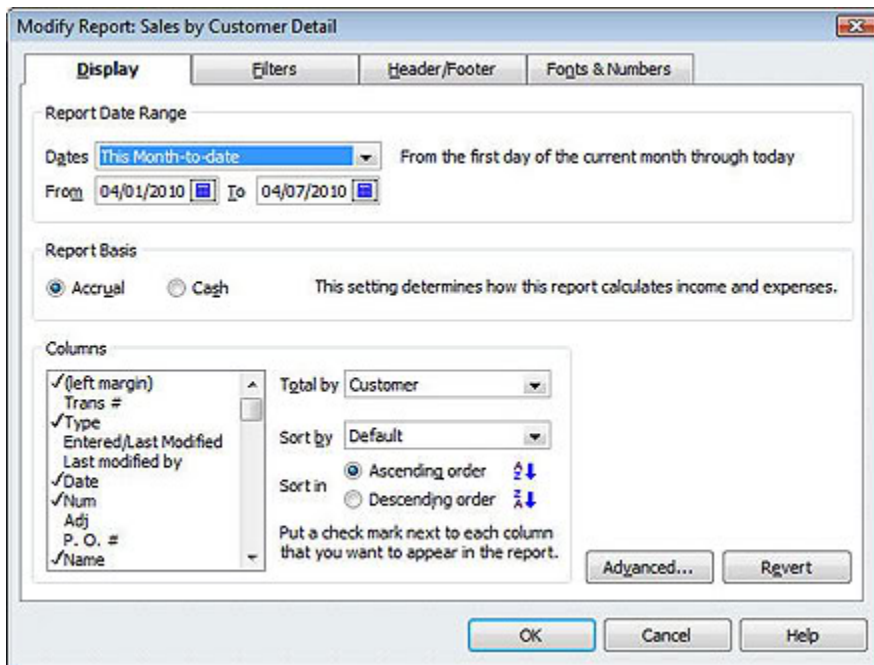 Modify Report: Sales by Customer Detail
Display Filters Header/Footer Fonts & Numbers
Report Date Range
Dates This Month-to-date From the first day of the current month through today
From 04/01/2010 To 04/07/2010
Report Basis
Accrual Cash This setting determines how this report calculates income and expenses.
Columns
✓(left margin)
Trans #
✓Type
Entered/Last Modified
Last modified by
✓Date
✓Num
Adj
P. O. #
✓Name
Total by Customer
Sort by Default
Sort in
Ascending order AZ
Descending order ZA
Put a check mark next to each column
that you want to appear in the report.
Advanced... Revert
OK Cancel Help